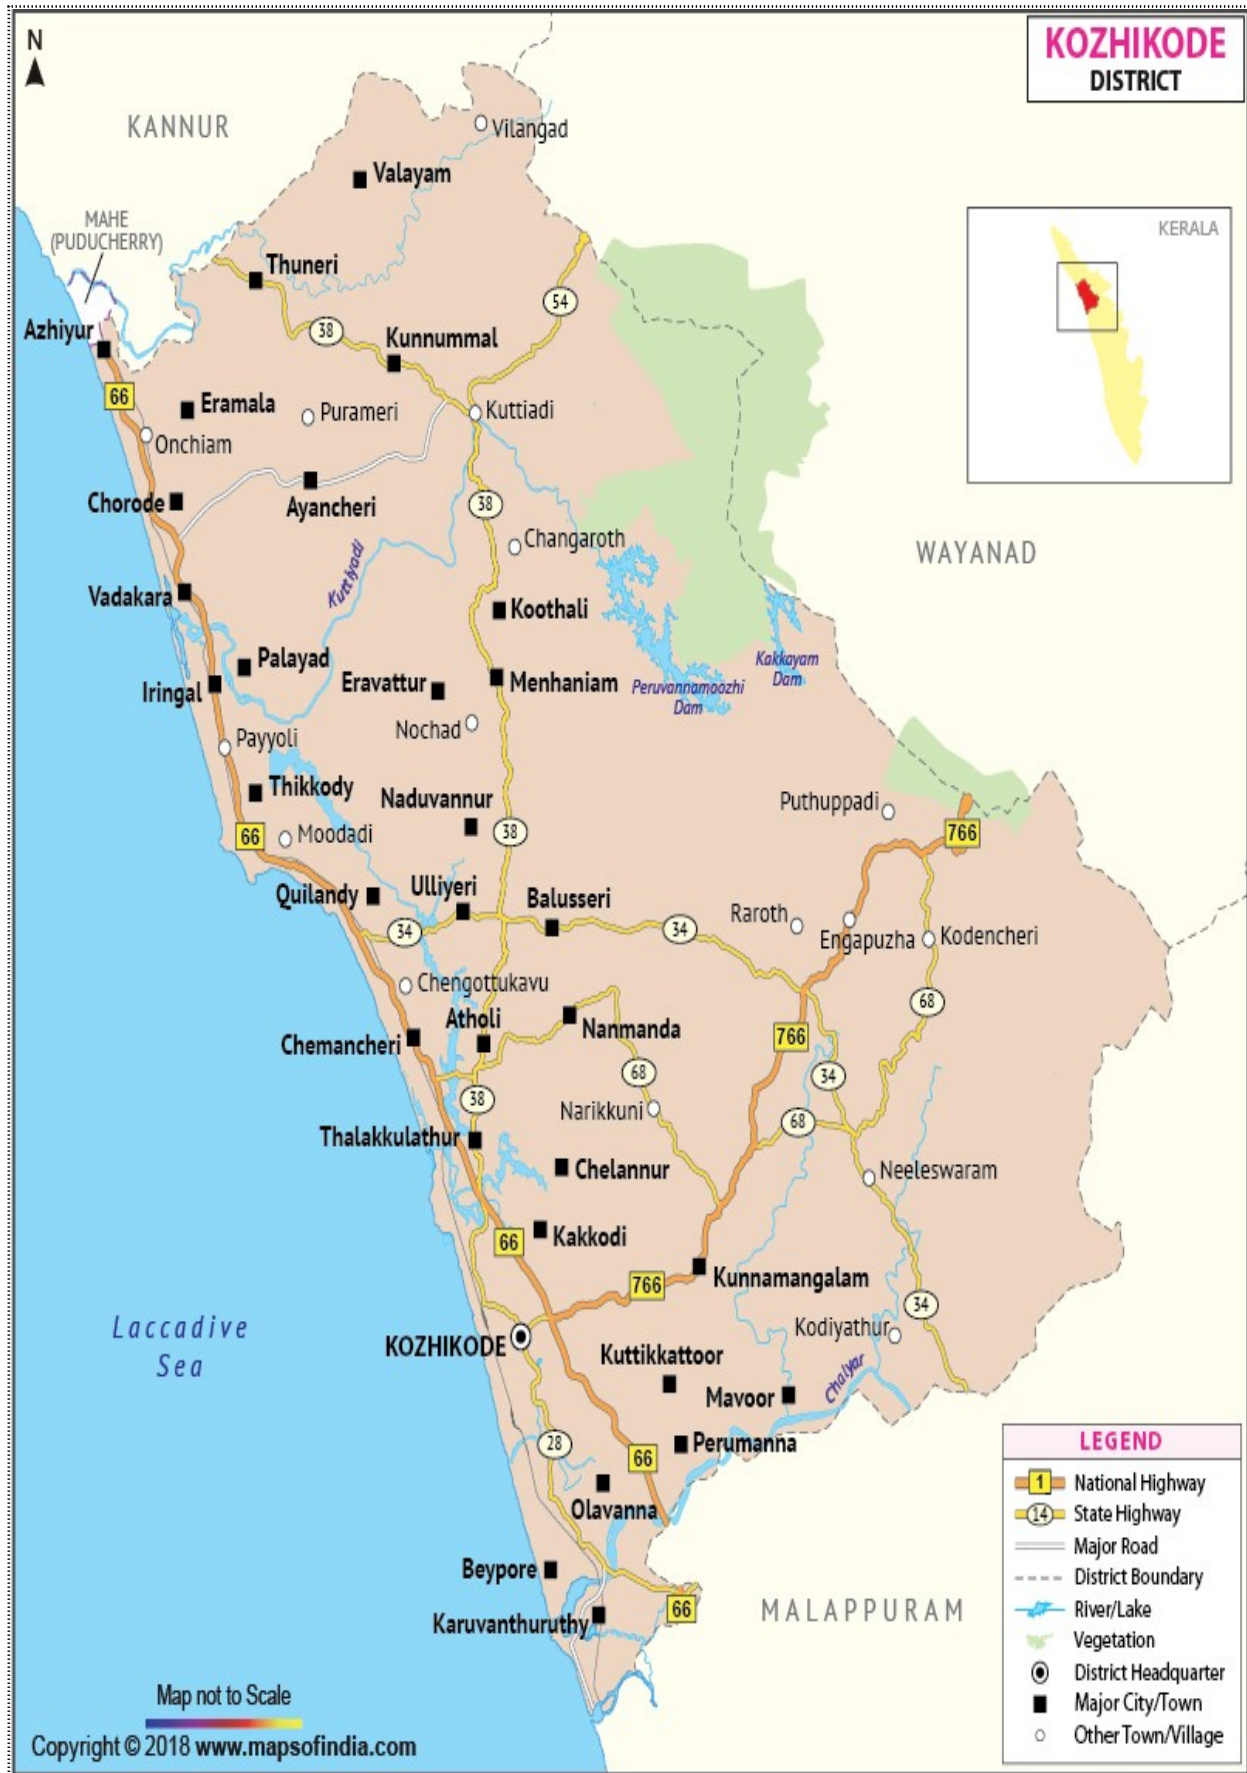 N
KOZHIKODE
DISTRICT
KANNUR
Vilangad
Valayam
MAHE
(PUDUCHERRY)
KERALA
Thuneri
54
38
Azhiyur
Kunnummal
66
Eramala
Purameri
Kuttiadi
Onchiam
Chorode
Ayancheri
38
Changaroth
WAYANAD
Kuttiyadi
Vadakara
Koothali
Palayad
Kakkayam
Dam
Iringal
Eravattur
Menhaniam
Peruvannamoozhi
Dam
Nochad
Payyoli
Thikkody
Naduvannur
Puthuppadi
66
Moodadi
38
766
Quilandy
Ulliyeri
Balusseri
Raroth
34
34
Engapuzha
Kodencheri
Chengottukavu
68
Atholi
Nanmanda
Chemancheri
766
68
34
38
Narikkuni
68
Thalakkulathur
Chelannur
Neeleswaram
66
Kakkodi
766
Kunnamangalam
34
Laccadive
Sea
KOZHIKODE
Kodiyathur
Kuttikkattoor
Mavoor
Chalyar
28
66
Perumanna
Olavanna
Beypore
Karuvanthuruthy
66
MALAPPURAM
LEGEND
1 National Highway
14 State Highway
Major Road
District Boundary
River/Lake
Vegetation
District Headquarter
Major City/Town
Other Town/Village
Map not to Scale
Copyright © 2018 www.mapsofindia.com